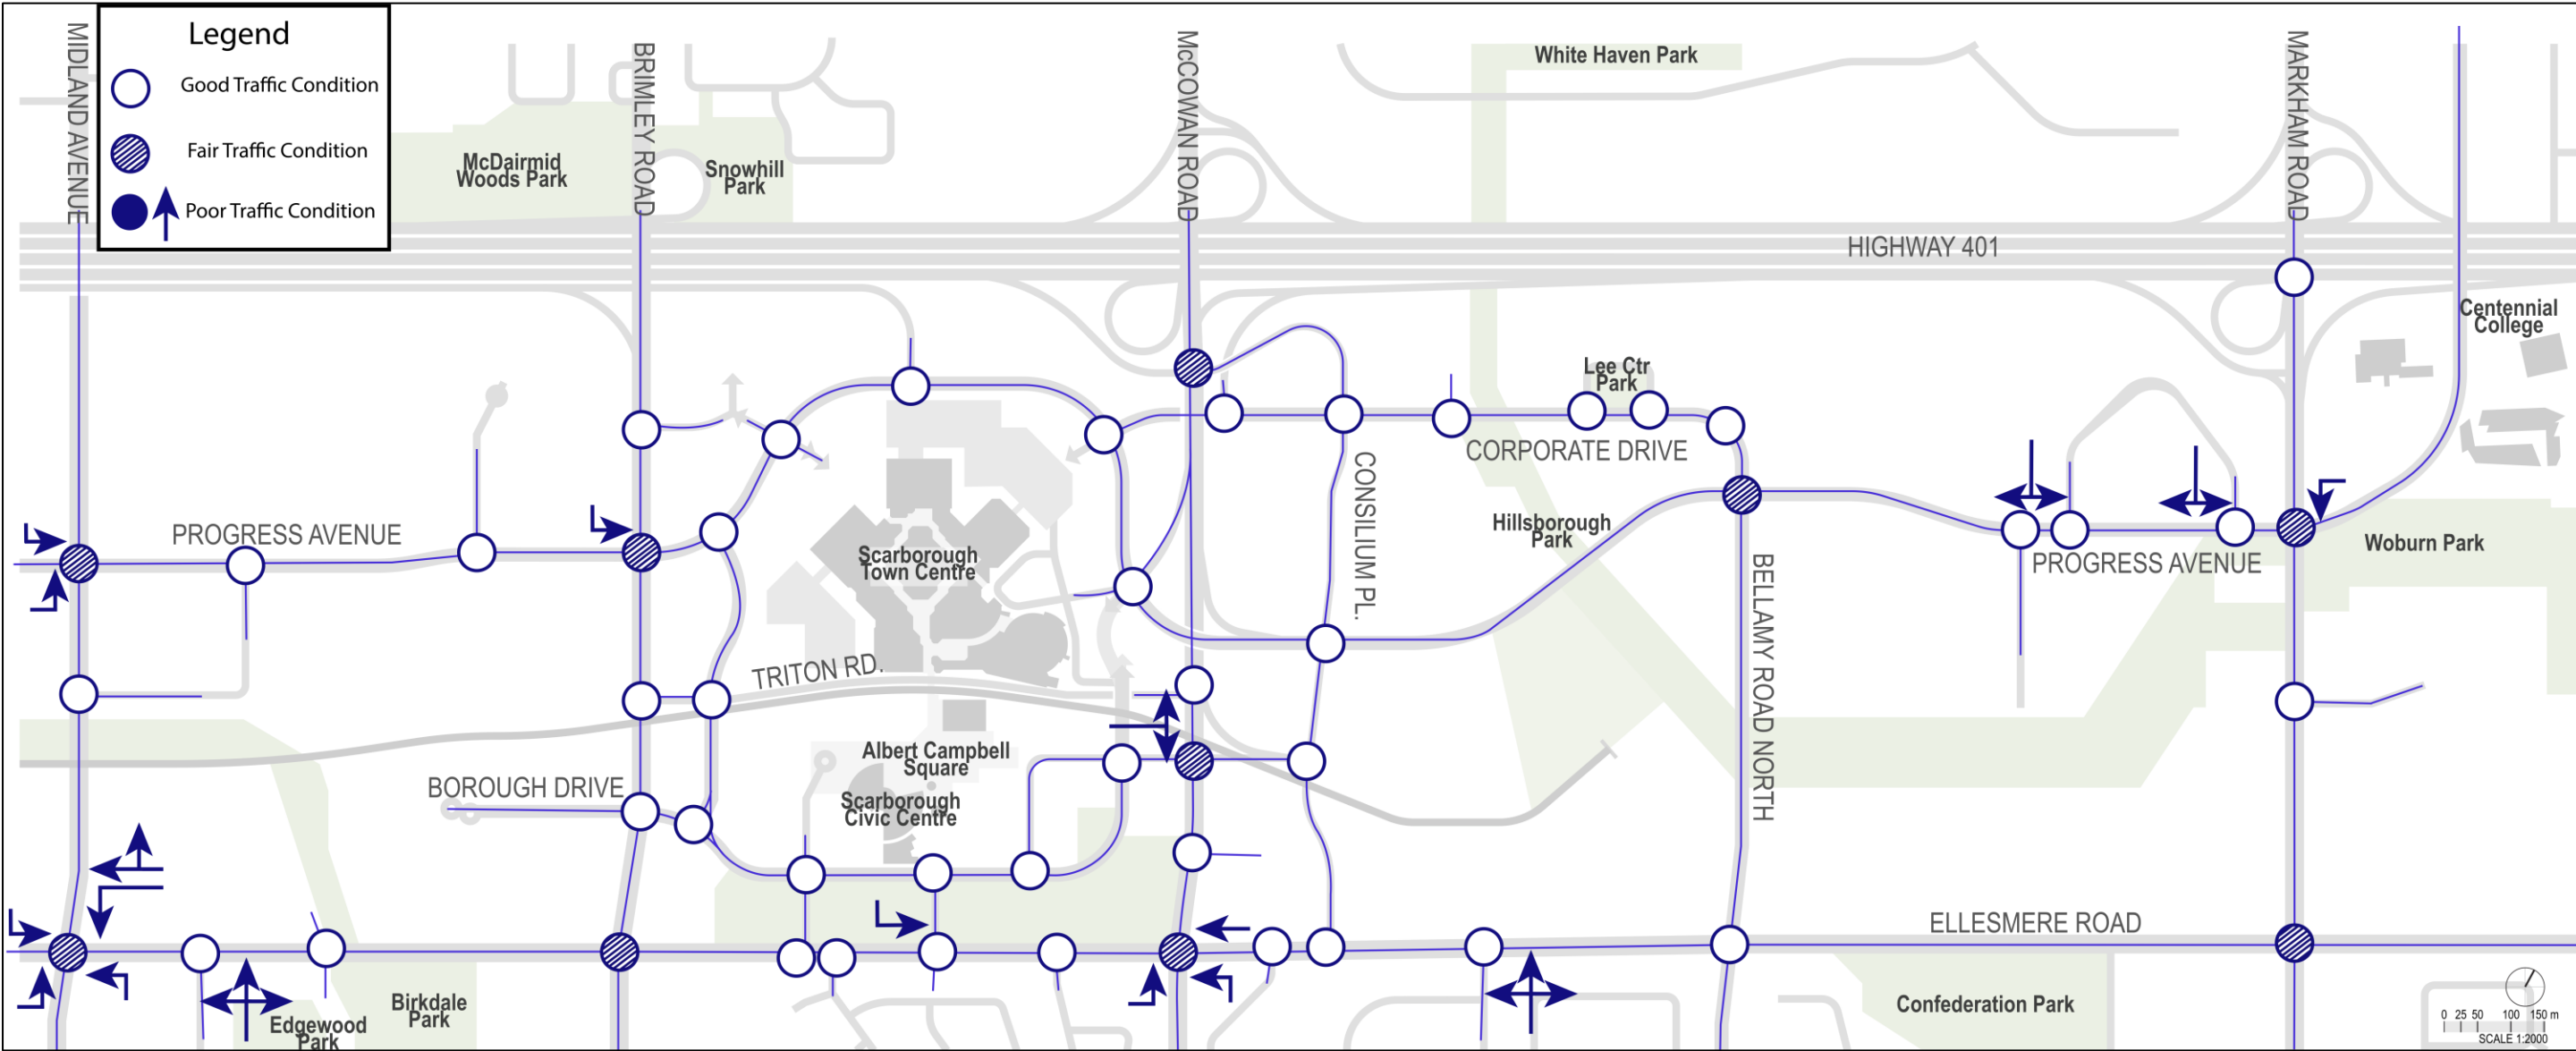 Legend
Good Traffic Condition
Fair Traffic Condition
Poor Traffic Condition
MIDLAND AVENUE
BRIMLEY ROAD
McCOWAN ROAD
MARKHAM ROAD
White Haven Park
McDairmid
Woods Park
Snowhill
Park
HIGHWAY 401
Centennial
College
Lee Ctr
Park
CORPORATE DRIVE
CONSILIUM PL.
PROGRESS AVENUE
Hillsborough
Park
Scarborough
Town Centre
PROGRESS AVENUE
Woburn Park
BELLAMY ROAD NORTH
TRITON RD.
Albert Campbell
Square
BOROUGH DRIVE
Scarborough
Civic Centre
ELLESMERE ROAD
Birkdale
Park
Edgewood
Park
Confederation Park
0 25 50 100 150 m
SCALE 1:2000